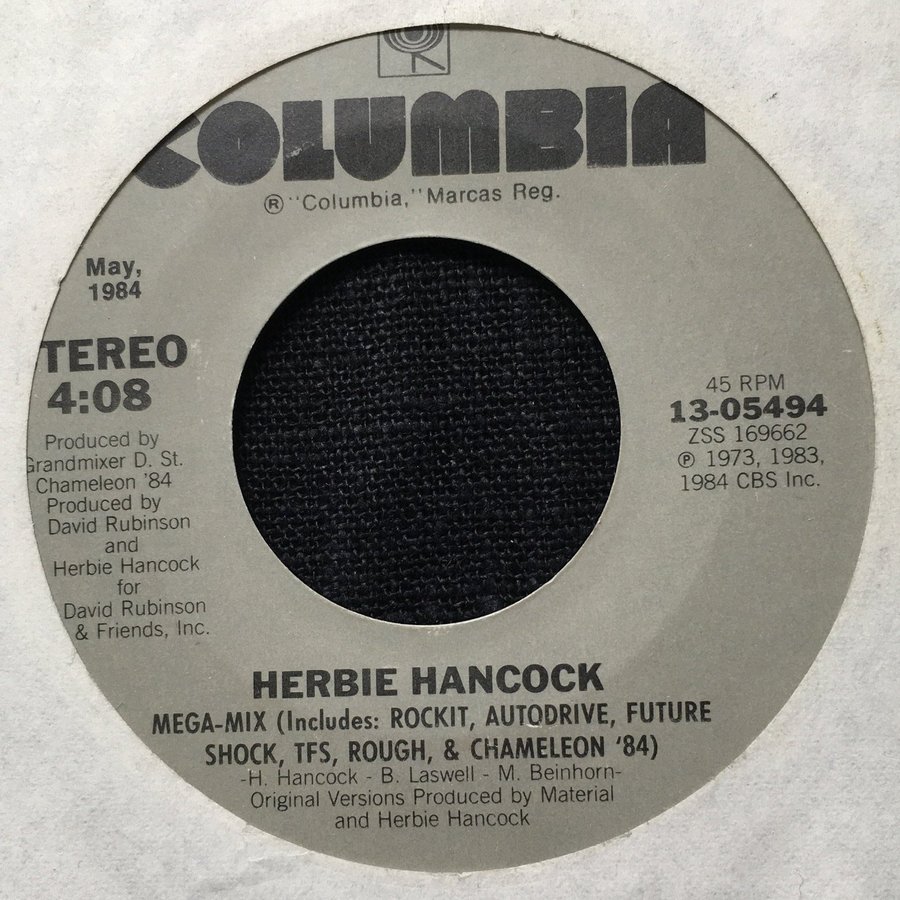 COLUMBIA
® "Columbia," Marcas Reg.
May,
1984
TEREO
4:08
Produced by
Grandmixer D. St.
Chameleon '84
Produced by
David Rubinson
and
Herbie Hancock
for
David Rubinson
& Friends, Inc.
45 RPM
13-05494
ZSS 169662
℗ 1973, 1983,
1984 CBS Inc.
HERBIE HANCOCK
MEGA-MIX (Includes: ROCKIT, AUTODRIVE, FUTURE
SHOCK, TFS, ROUGH, & CHAMELEON '84)
-H. Hancock - B. Laswell - M. Beinhorn-
Original Versions Produced by Material
and Herbie Hancock